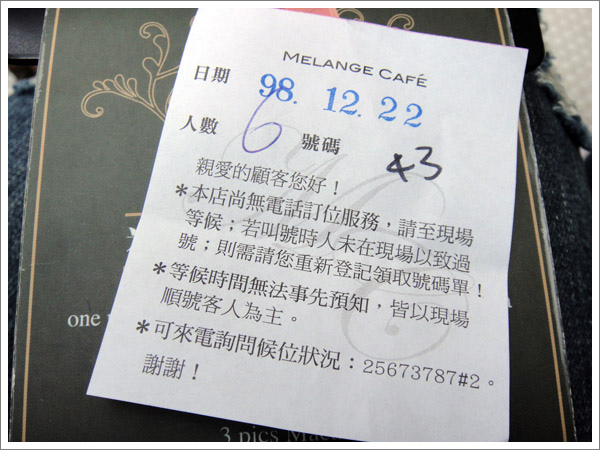 MELANGE CAFÉ
日期 98. 12. 22
人數 6 號碼 43
親愛的顧客您好！
*本店尚無電話訂位服務，請至現場
等候；若叫號時人未在現場以致過
號；則需請您重新登記領取號碼單！
*等候時間無法事先預知，皆以現場
順號客人為主。
*可來電詢問候位狀況：25673787#2。
謝謝！
one
3 pics